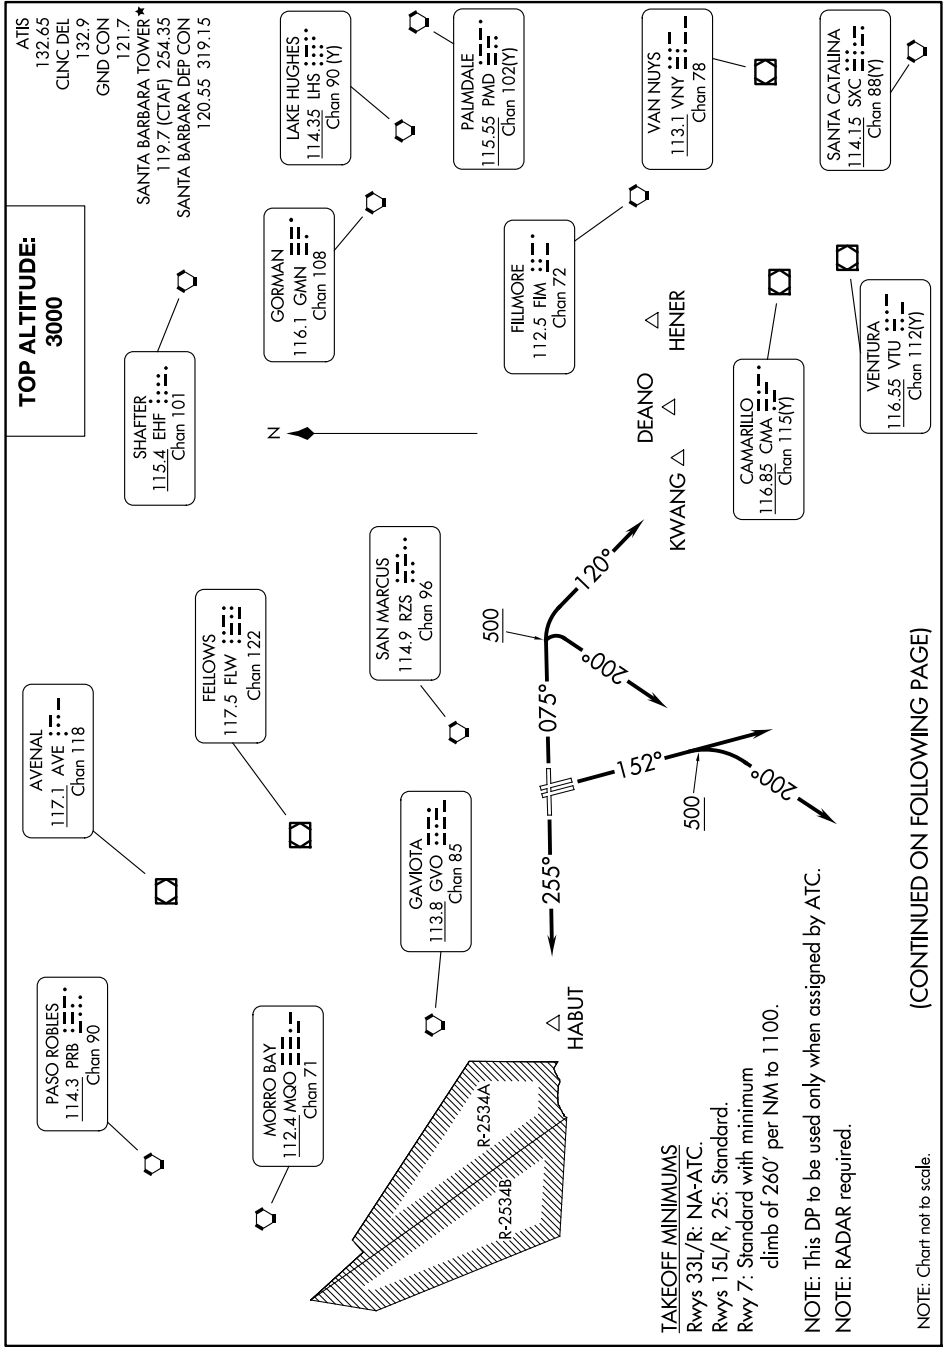 ATIS
132.65
CLNC DEL
132.9
GND CON
121.7
SANTA BARBARA TOWER★
119.7 (CTAF) 254.35
SANTA BARBARA DEP CON
120.55 319.15
TOP ALTITUDE:
3000
AVENAL
117.1 AVE
Chan 118
PASO ROBLES
114.3 PRB
Chan 90
SHAFTER
115.4 EHF
Chan 101
FELLOWS
117.5 FLW
Chan 122
MORRO BAY
112.4 MQO
Chan 71
LAKE HUGHES
114.35 LHS
Chan 90 (Y)
GORMAN
116.1 GMN
Chan 108
N
SAN MARCUS
114.9 RZS
Chan 96
GAVIOTA
113.8 GVO
Chan 85
PALMDALE
115.55 PMD
Chan 102(Y)
FILLMORE
112.5 FIM
Chan 72
VAN NUYS
113.1 VNY
Chan 78
SANTA CATALINA
114.15 SXC
Chan 88(Y)
R-2534A
R-2534B
HABUT
255°
075°
500
120°
200°
152°
500
200°
KWANG
DEANO
HENER
CAMARILLO
116.85 CMA
Chan 115(Y)
VENTURA
116.55 VTU
Chan 112(Y)
TAKEOFF MINIMUMS
Rwys 33L/R: NA-ATC.
Rwys 15L/R, 25: Standard.
Rwy 7: Standard with minimum
climb of 260' per NM to 1100.
NOTE: This DP to be used only when assigned by ATC.
NOTE: RADAR required.
(CONTINUED ON FOLLOWING PAGE)
NOTE: Chart not to scale.